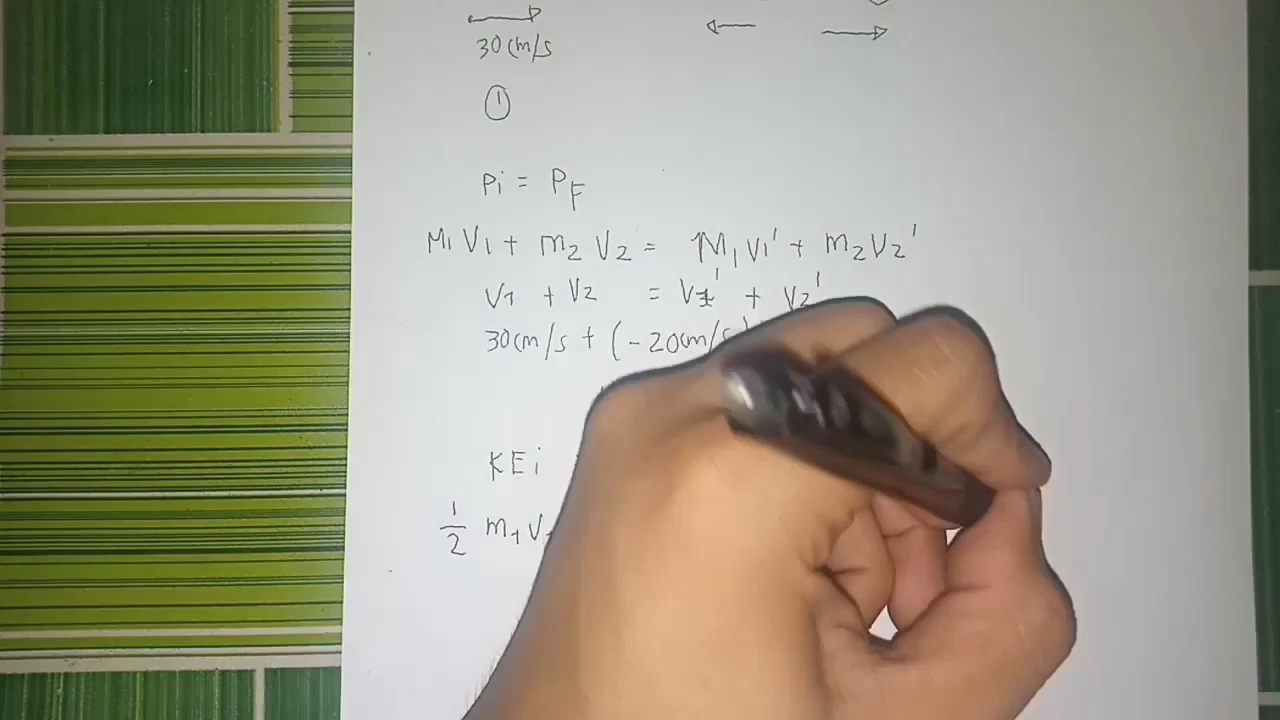 30 cm/s
①
Pi = PF
M1 V1 + m2 V2 = M1 V1' + m2 V2'
V1 + V2 = V1' + V2'
30 cm/s + (-20 cm/s)
KEi
1/2 m1 V